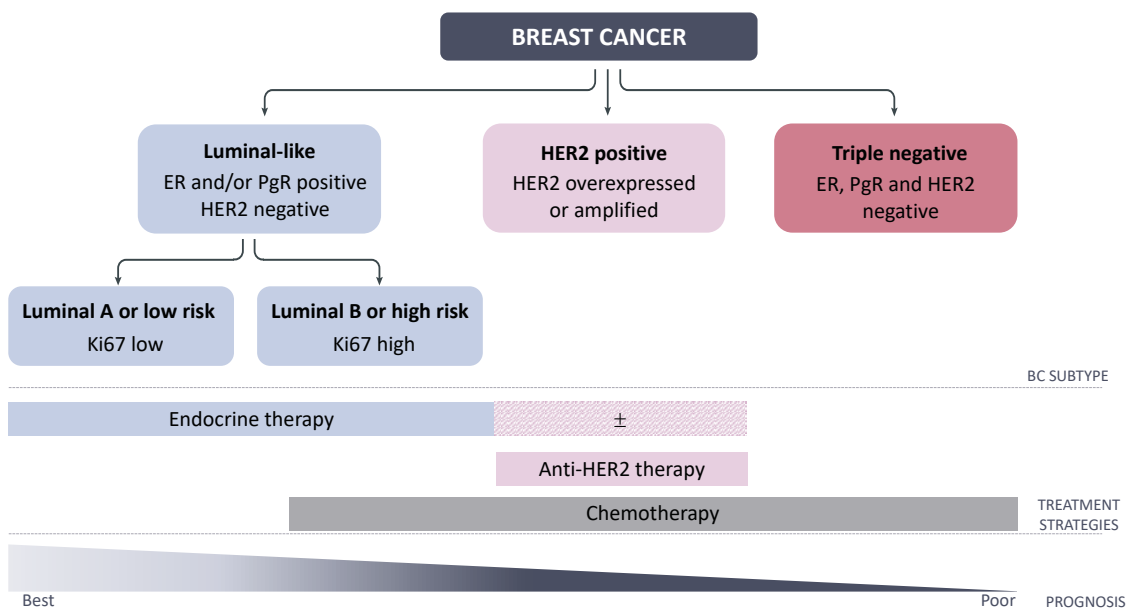 BREAST CANCER
Luminal-like
ER and/or PgR positive
HER2 negative
HER2 positive
HER2 overexpressed
or amplified
Triple negative
ER, PgR and HER2
negative
Luminal A or low risk
Ki67 low
Luminal B or high risk
Ki67 high
BC SUBTYPE
Endocrine therapy
±
Anti-HER2 therapy
Chemotherapy
TREATMENT
STRATEGIES
Best
Poor
PROGNOSIS